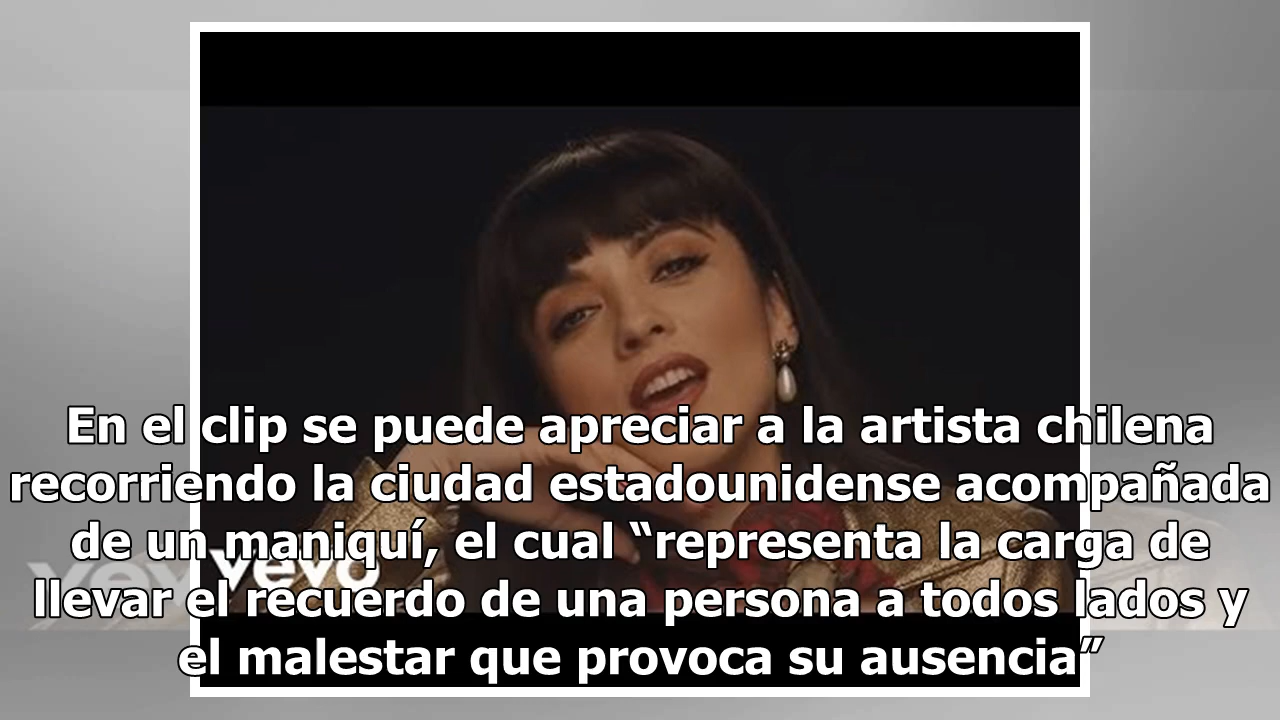 En el clip se puede apreciar a la artista chilena
recorriendo la ciudad estadounidense acompañada
de un maniquí, el cual “representa la carga de
vevo
llevar el recuerdo de una persona a todos lados y
el malestar que provoca su ausencia”